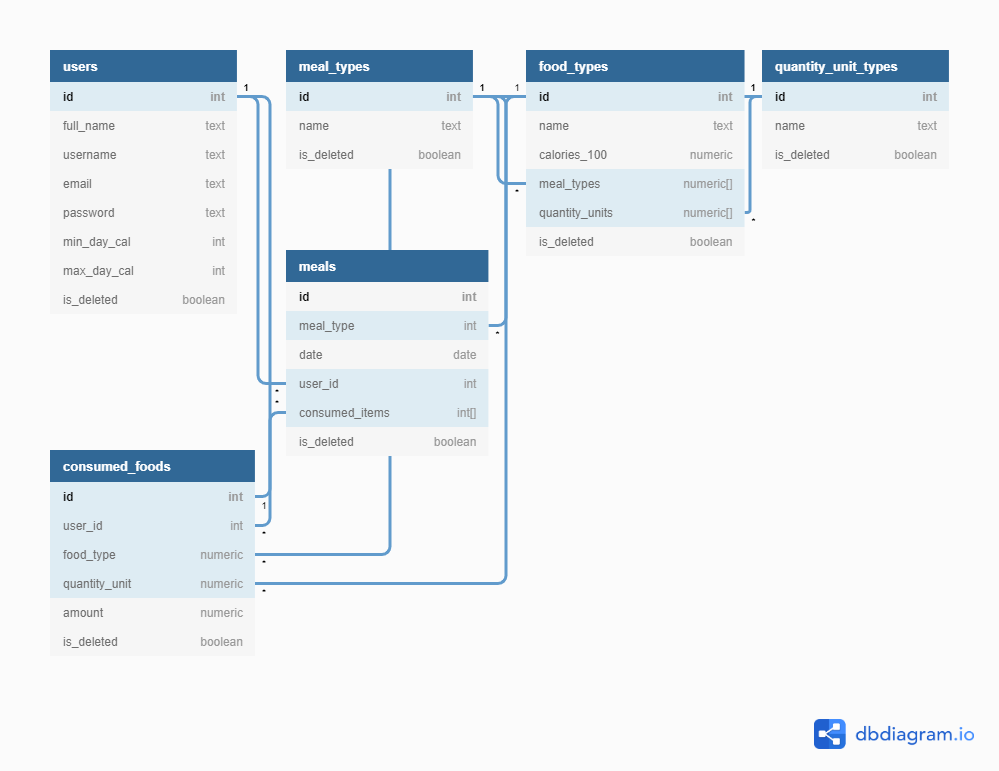 users
id int
full_name text
username text
email text
password text
min_day_cal int
max_day_cal int
is_deleted boolean
meal_types
id int
name text
is_deleted boolean
food_types
id int
name text
calories_100 numeric
meal_types numeric[]
quantity_units numeric[]
is_deleted boolean
quantity_unit_types
id int
name text
is_deleted boolean
1
1
1
1
*
*
meals
id int
meal_type int
date date
user_id int
consumed_items int[]
is_deleted boolean
*
*
*
consumed_foods
id int
user_id int
food_type numeric
quantity_unit numeric
amount numeric
is_deleted boolean
1
*
*
*
dbdiagram.io